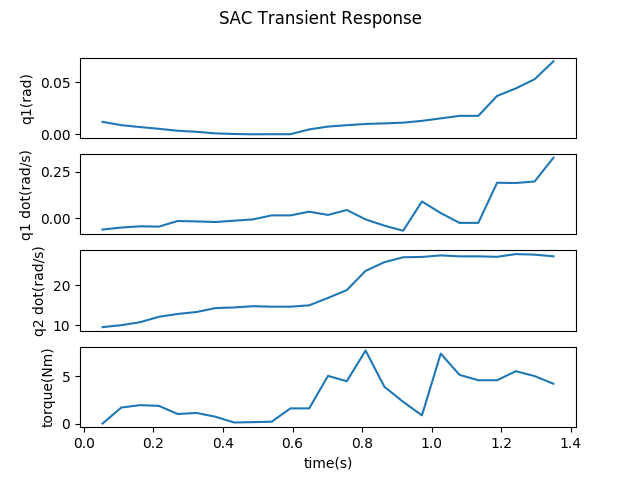 SAC Transient Response
q1(rad)
0.05
0.00
q1 dot(rad/s)
0.25
0.00
q2 dot(rad/s)
20
10
torque(Nm)
5
0
0.0 0.2 0.4 0.6 0.8 1.0 1.2 1.4
time(s)